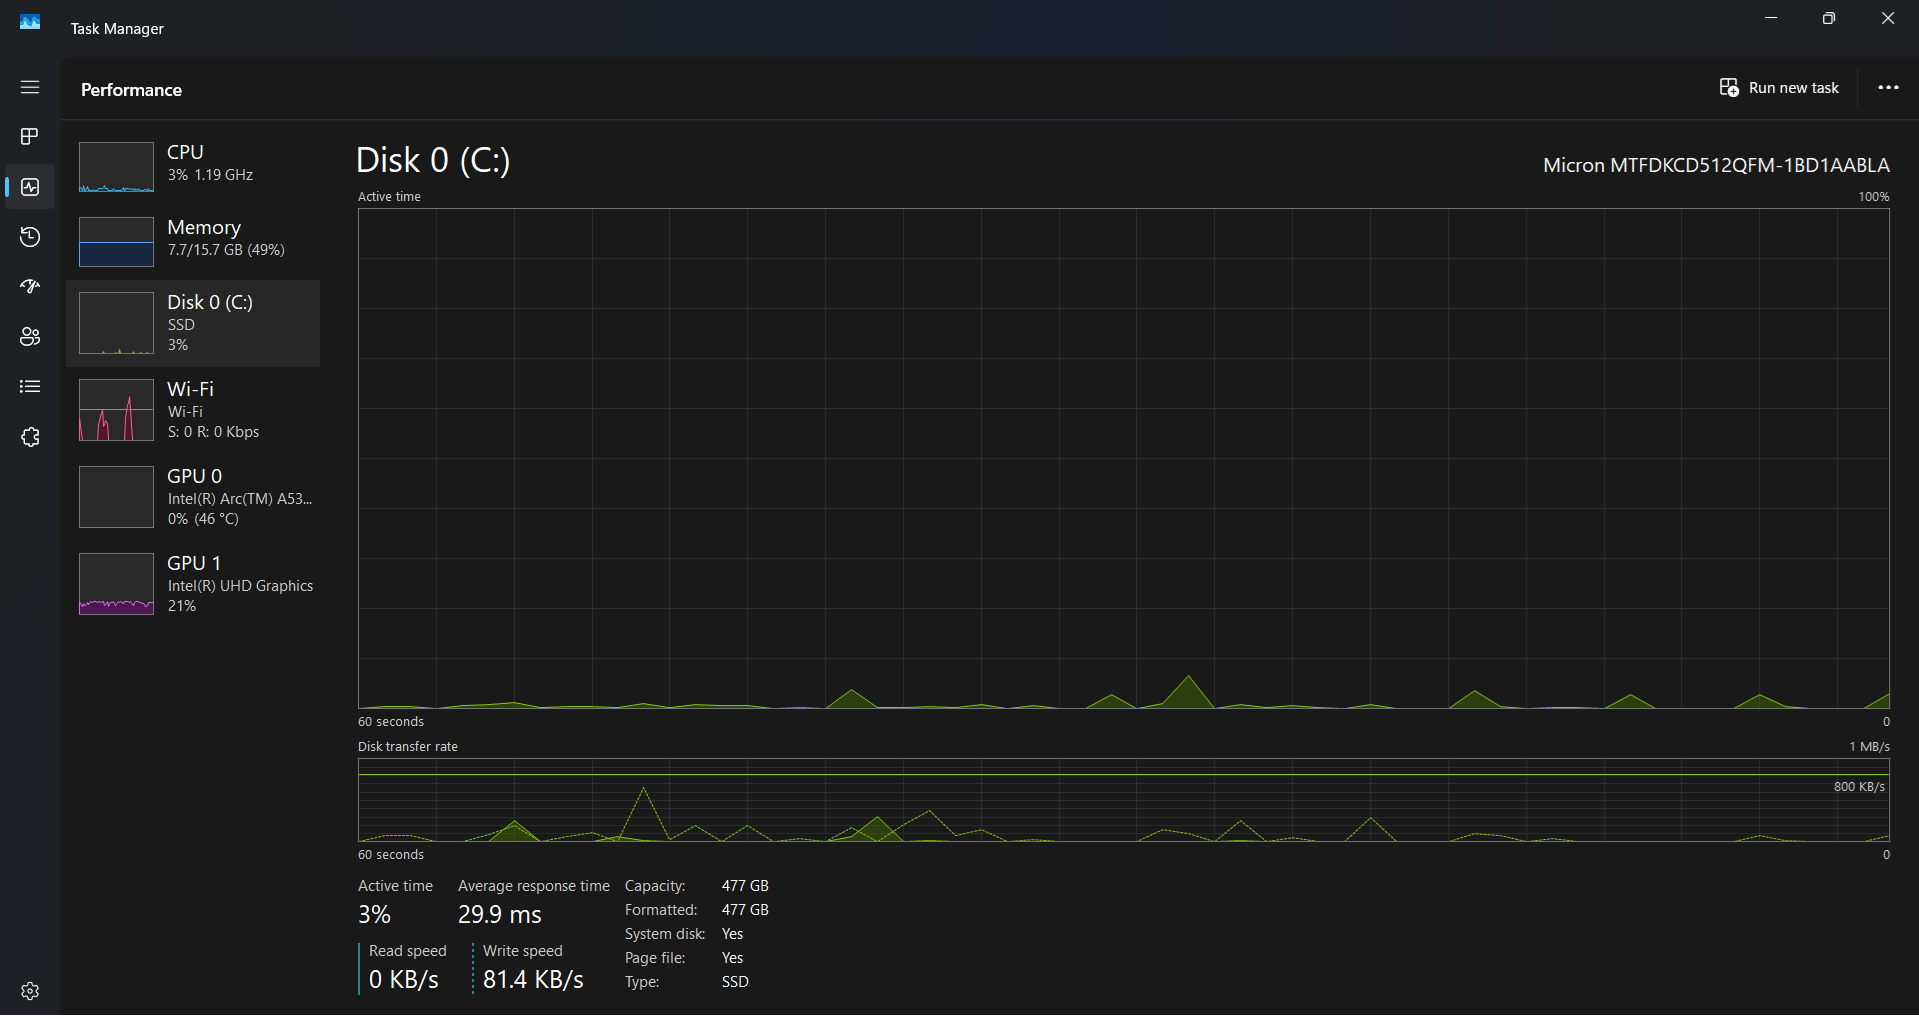 Task Manager
Performance
Run new task
CPU
3% 1.19 GHz
Memory
7.7/15.7 GB (49%)
Disk 0 (C:)
SSD
3%
Wi-Fi
Wi-Fi
S: 0 R: 0 Kbps
GPU 0
Intel(R) Arc(TM) A53...
0% (46 °C)
GPU 1
Intel(R) UHD Graphics
21%
Disk 0 (C:)
Micron MTFDKCD512QFM-1BD1AABLA
Active time
100%
60 seconds
0
Disk transfer rate
1 MB/s
800 KB/s
60 seconds
0
Active time
3%
Average response time
29.9 ms
Read speed
0 KB/s
Write speed
81.4 KB/s
Capacity: 477 GB
Formatted: 477 GB
System disk: Yes
Page file: Yes
Type: SSD